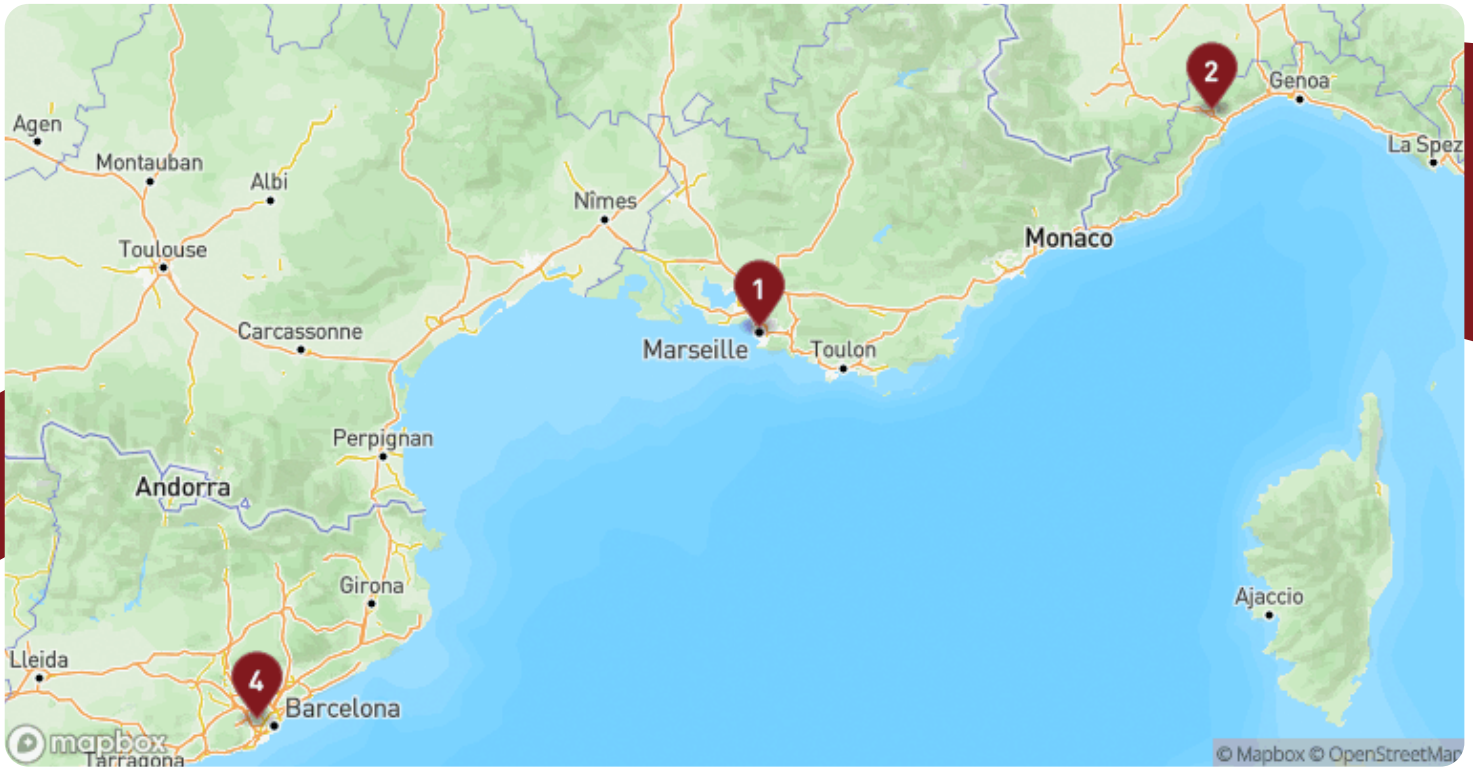 2
Genoa
Agen
La Spez
Montauban
Albi
Nîmes
Toulouse
Monaco
1
Carcassonne
Marseille
Toulon
Perpignan
Andorra
Girona
Ajaccio
Lleida
4
Barcelona
mapbox
Tarragona
© Mapbox © OpenStreetMap